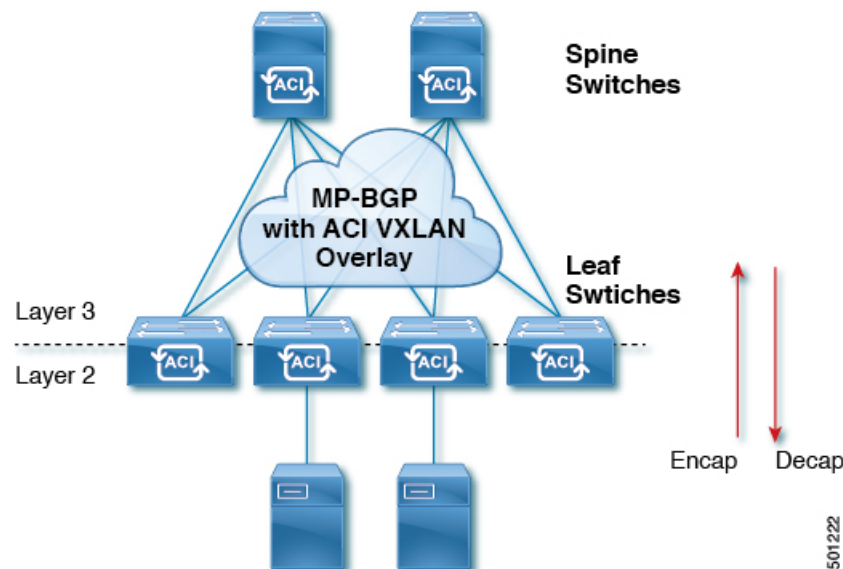 Spine
Switches
ACI
ACI
MP-BGP
with ACI VXLAN
Overlay
Leaf
Swtiches
Layer 3
Layer 2
ACI
ACI
ACI
ACI
Encap
Decap
501222